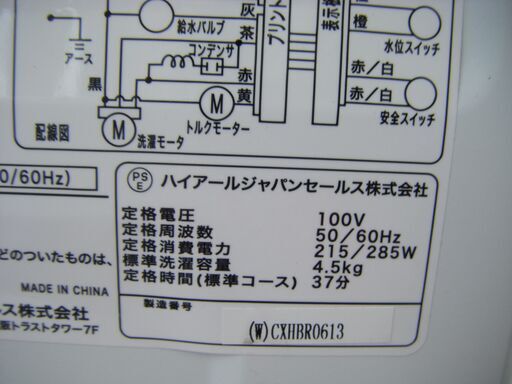 灰
茶
給水バルブ
コンデンサ
アース
黒
赤
黄
プリント
橙
水位スイッチ
赤/白
赤/白
安全スイッチ
配線図
M
洗濯モータ
M
トルクモーター
0/60Hz)
PS
E
ハイアールジャパンセールス株式会社
定格電圧 100V
定格周波数 50/60Hz
定格消費電力 215/285W
標準洗濯容量 4.5kg
定格時間(標準コース) 37分
製造番号
(W)CXHBR0613
どのついたものは、
MADE IN CHINA
ルス株式会社
阪トラストタワー7F